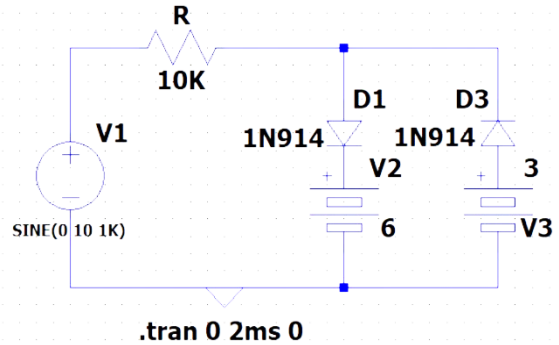 R
10K
V1
SINE(0 10 1K)
D1
1N914
V2
6
D3
1N914
3
V3
.tran 0 2ms 0